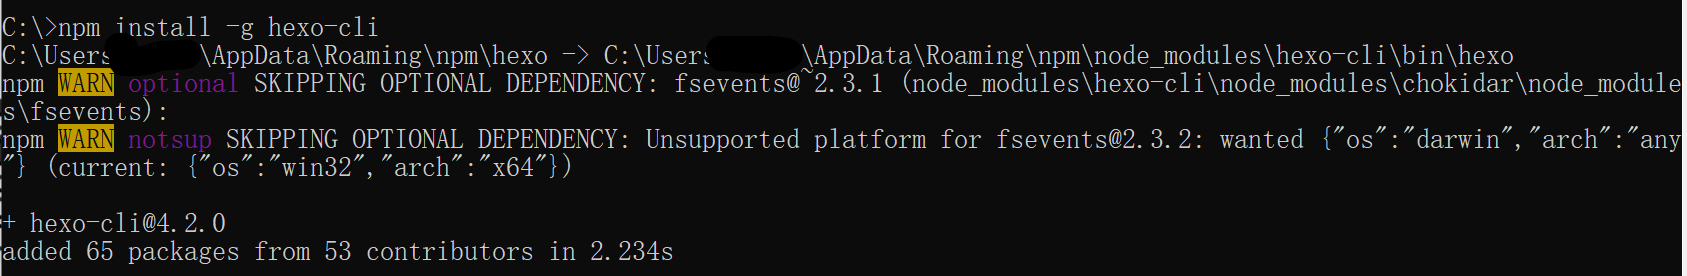 C:\>npm install -g hexo-cli
C:\Users \AppData\Roaming\npm\hexo -> C:\Users \AppData\Roaming\npm\node_modules\hexo-cli\bin\hexo
npm WARN optional SKIPPING OPTIONAL DEPENDENCY: fsevents@~2.3.1 (node_modules\hexo-cli\node_modules\chokidar\node_module
s\fsevents):
npm WARN notsup SKIPPING OPTIONAL DEPENDENCY: Unsupported platform for fsevents@2.3.2: wanted {"os":"darwin","arch":"any
"} (current: {"os":"win32","arch":"x64"})
+ hexo-cli@4.2.0
added 65 packages from 53 contributors in 2.234s